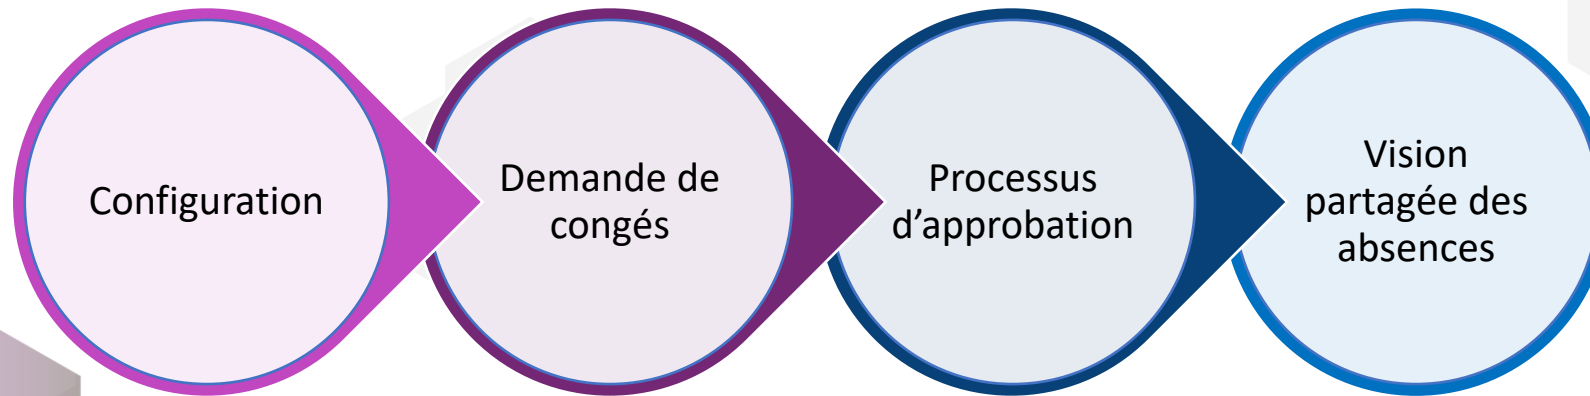 Configuration
Demande de
congés
Processus
d’approbation
Vision
partagée des
absences